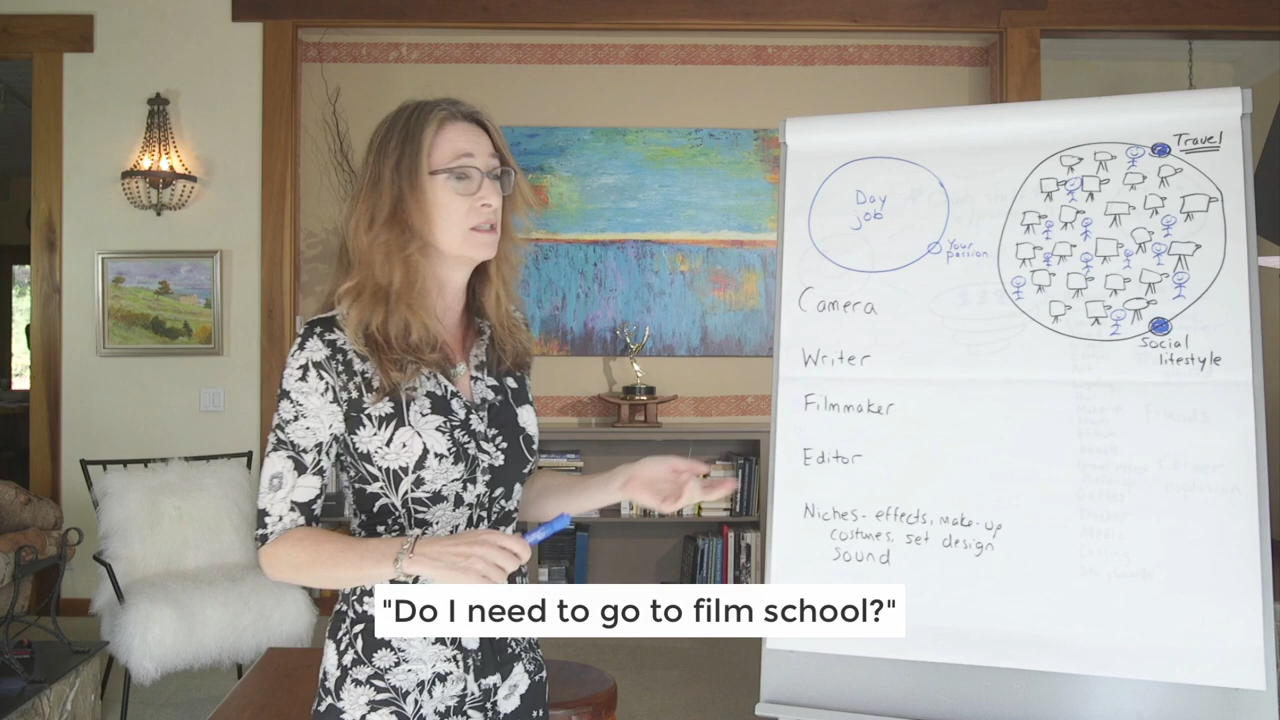 Day
job
Your
passion
Travel
Social
lifestyle
Camera
Writer
Filmmaker
Editor
Niches- effects, make-up
costunes, set design
sound
"Do I need to go to film school?"